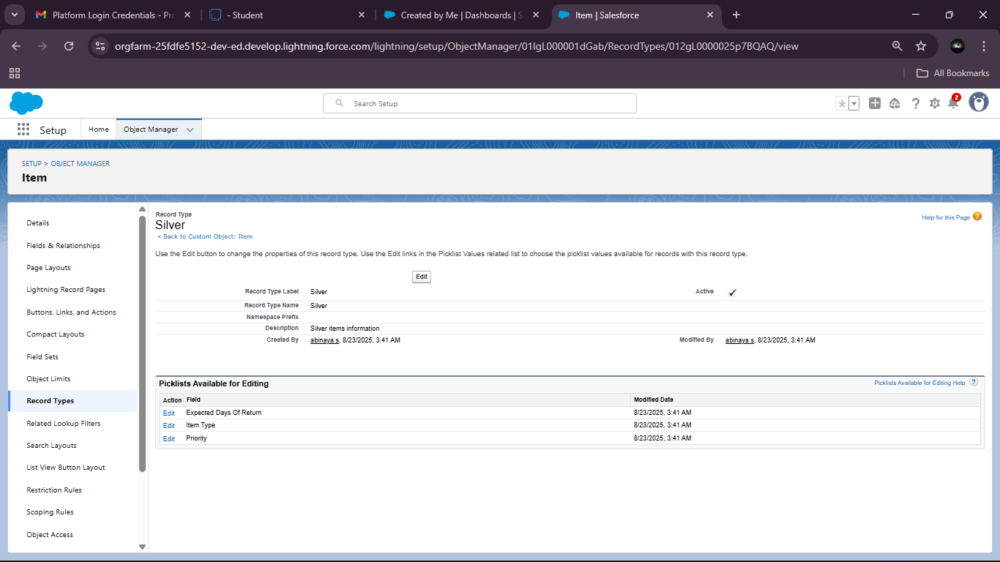 Platform Login Credentials - Pro
- Student
Created by Me | Dashboards | S
Item | Salesforce
orgfarm-25fdfe5152-dev-ed.develop.lightning.force.com/lightning/setup/ObjectManager/01IgL000001dGab/RecordTypes/012gL0000025p7BQAQ/view
All Bookmarks
Search Setup
2
Setup
Home
Object Manager
SETUP > OBJECT MANAGER
Item
Details
Fields & Relationships
Page Layouts
Lightning Record Pages
Buttons, Links, and Actions
Compact Layouts
Field Sets
Object Limits
Record Types
Related Lookup Filters
Search Layouts
List View Button Layout
Restriction Rules
Scoping Rules
Object Access
Record Type
Silver
« Back to Custom Object: Item
Help for this Page ?
Use the Edit button to change the properties of this record type. Use the Edit links in the Picklist Values related list to choose the picklist values available for records with this record type.
Edit
Record Type Label Silver Active ✓
Record Type Name Silver
Namespace Prefix
Description Silver items information
Created By abinaya s, 8/23/2025, 3:41 AM Modified By abinaya s, 8/23/2025, 3:41 AM
Picklists Available for Editing Picklists Available for Editing Help ?
Action Field Modified Date
Edit Expected Days Of Return 8/23/2025, 3:41 AM
Edit Item Type 8/23/2025, 3:41 AM
Edit Priority 8/23/2025, 3:41 AM